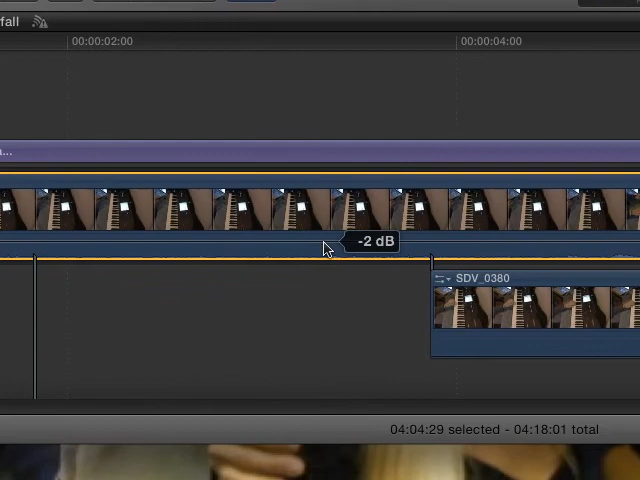 fall
00:00:02:00
00:00:04:00
...
-2 dB
SDV_0380
04:04:29 selected - 04:18:01 total